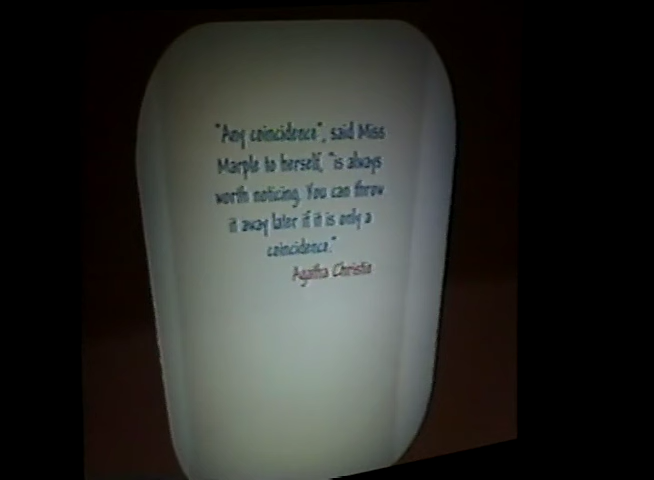 "Any coincidence", said Miss
Marple to herself, "is always
worth noticing. You can throw
it away later if it is only a
coincidence."
Agatha Christie